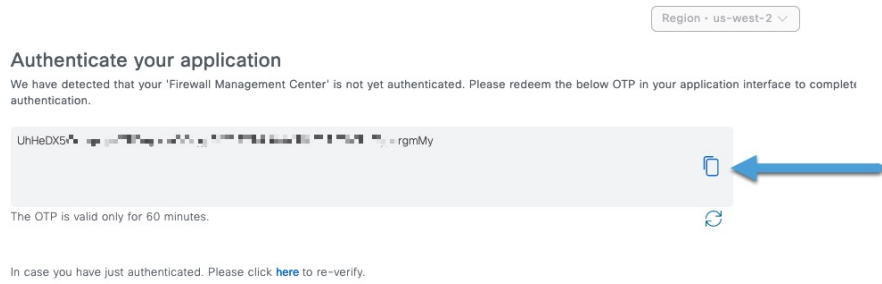 Region • us-west-2
Authenticate your application
We have detected that your 'Firewall Management Center' is not yet authenticated. Please redeem the below OTP in your application interface to complete
authentication.
UhHeDX5 rgmMy
The OTP is valid only for 60 minutes.
In case you have just authenticated. Please click here to re-verify.